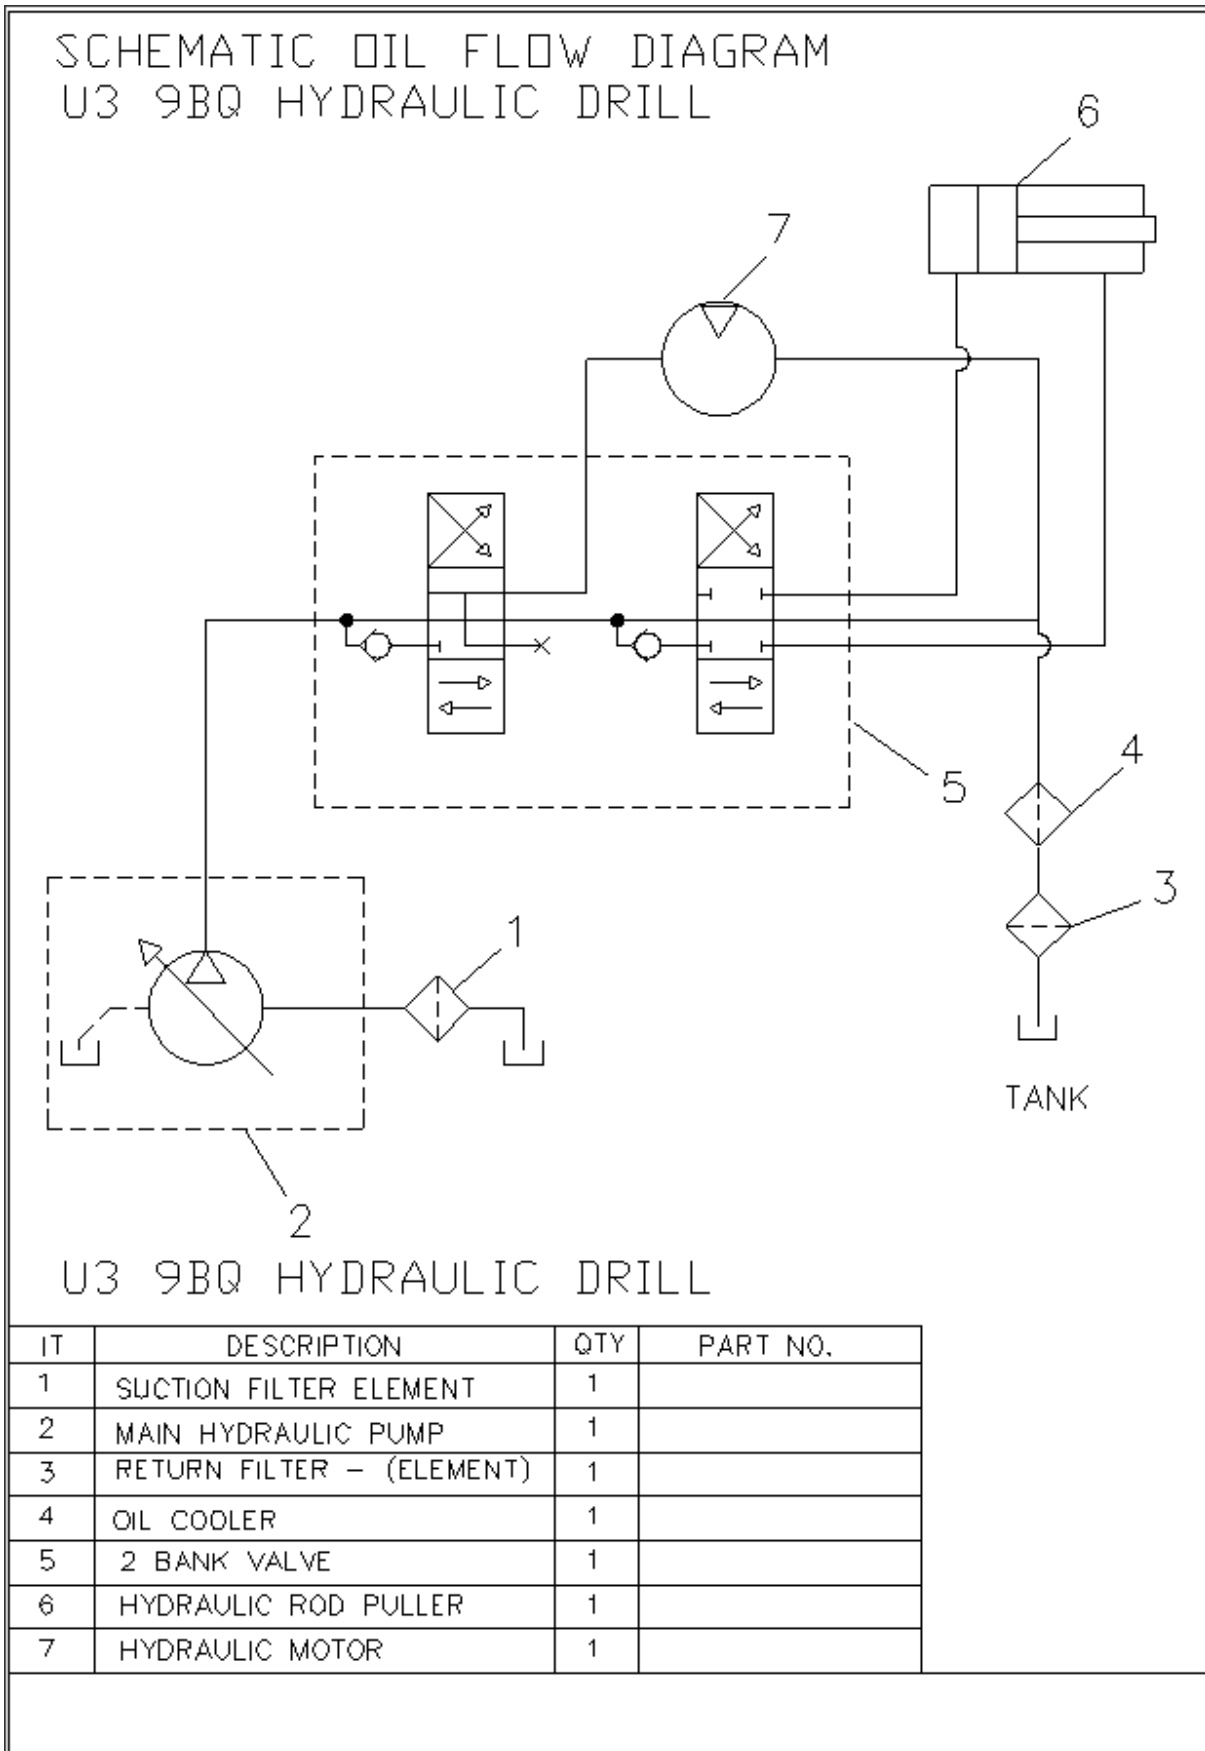 SCHEMATIC OIL FLOW DIAGRAM
U3 9BQ HYDRAULIC DRILL
6
7
5
4
3
1
2
TANK
U3 9BQ HYDRAULIC DRILL
IT DESCRIPTION QTY PART NO.
1 SUCTION FILTER ELEMENT 1
2 MAIN HYDRAULIC PUMP 1
3 RETURN FILTER - (ELEMENT) 1
4 OIL COOLER 1
5 2 BANK VALVE 1
6 HYDRAULIC ROD PULLER 1
7 HYDRAULIC MOTOR 1